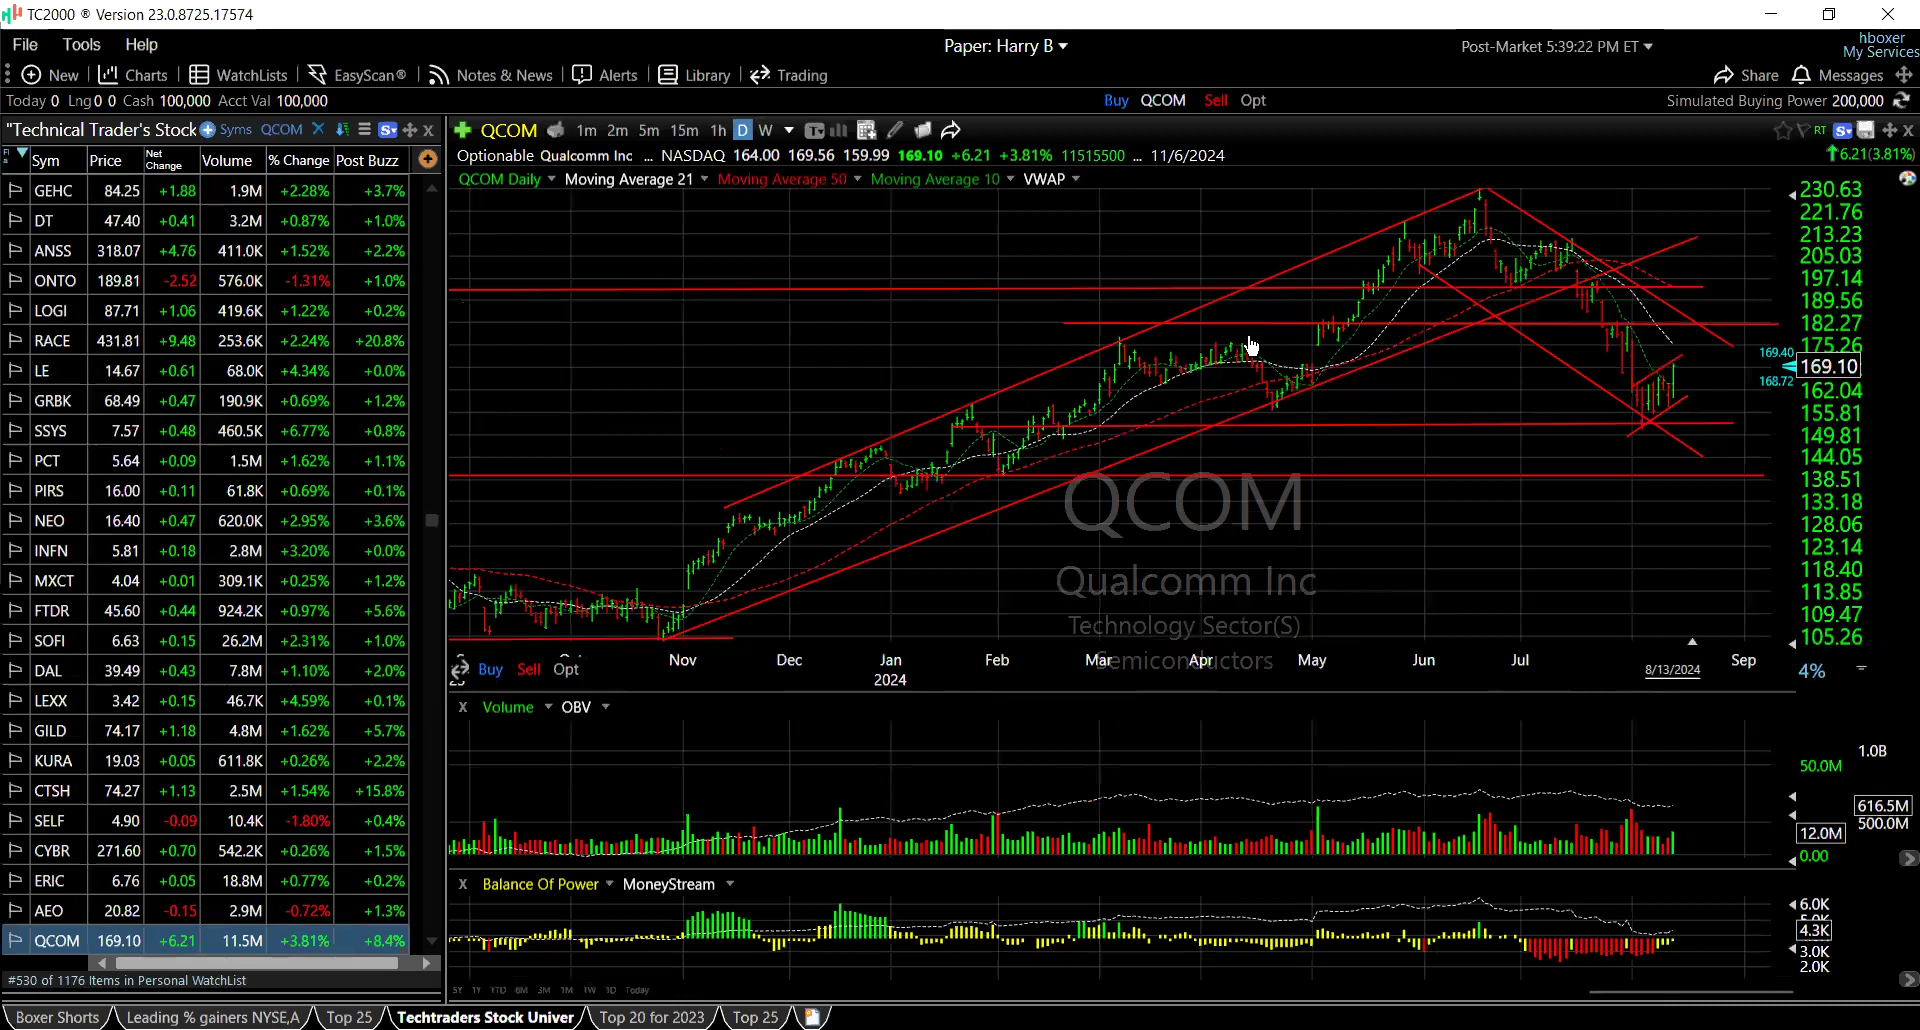 TC2000 ® Version 23.0.8725.17574
File Tools Help
Paper: Harry B
Post-Market 5:39:22 PM ET
hboxer
My Services
New Charts WatchLists EasyScan® Notes & News Alerts Library Trading
Share Messages
Today 0 Lng 0 0 Cash 100,000 Acct Val 100,000
Buy QCOM Sell Opt
Simulated Buying Power 200,000
"Technical Trader's Stock Syms QCOM
Sym Price Net Change Volume % Change Post Buzz
GEHC 84.25 +1.88 1.9M +2.28% +3.7%
DT 47.40 +0.41 3.2M +0.87% +1.0%
ANSS 318.07 +4.76 411.0K +1.52% +2.2%
ONTO 189.81 -2.52 576.0K -1.31% +1.0%
LOGI 87.71 +1.06 419.6K +1.22% +0.2%
RACE 431.81 +9.48 253.6K +2.24% +20.8%
LE 14.67 +0.61 68.0K +4.34% +0.0%
GRBK 68.49 +0.47 190.9K +0.69% +1.2%
SSYS 7.57 +0.48 460.5K +6.77% +0.8%
PCT 5.64 +0.09 1.5M +1.62% +1.1%
PIRS 16.00 +0.11 61.8K +0.69% +0.1%
NEO 16.40 +0.47 620.0K +2.95% +3.6%
INFN 5.81 +0.18 2.8M +3.20% +0.0%
MXCT 4.04 +0.01 309.1K +0.25% +1.2%
FTDR 45.60 +0.44 924.2K +0.97% +5.6%
SOFI 6.63 +0.15 26.2M +2.31% +1.0%
DAL 39.49 +0.43 7.8M +1.10% +2.0%
LEXX 3.42 +0.15 46.7K +4.59% +0.1%
GILD 74.17 +1.18 4.8M +1.62% +5.7%
KURA 19.03 +0.05 611.8K +0.26% +2.2%
CTSH 74.27 +1.13 2.5M +1.54% +15.8%
SELF 4.90 -0.09 10.4K -1.80% +0.4%
CYBR 271.60 +0.70 542.2K +0.26% +1.5%
ERIC 6.76 +0.05 18.8M +0.77% +0.2%
AEO 20.82 -0.15 2.9M -0.72% +1.3%
QCOM 169.10 +6.21 11.5M +3.81% +8.4%
#530 of 1176 Items in Personal WatchList
QCOM 1m 2m 5m 15m 1h D W
RT
Optionable Qualcomm Inc ... NASDAQ 164.00 169.56 159.99 169.10 +6.21 +3.81% 11515500 ... 11/6/2024
6.21(3.81%)
QCOM Daily Moving Average 21 Moving Average 50 Moving Average 10 VWAP
230.63
221.76
213.23
205.03
197.14
189.56
182.27
175.26
169.40
169.10
168.72
162.04
155.81
149.81
144.05
138.51
133.18
128.06
123.14
118.40
113.85
109.47
105.26
QCOM
Qualcomm Inc
Technology Sector(S)
Semiconductors
Nov Dec Jan Feb Mar Apr May Jun Jul Sep
2024
8/13/2024
4%
Buy Sell Opt
X Volume OBV
1.0B
50.0M
616.5M
500.0M
12.0M
0.00
X Balance Of Power MoneyStream
6.0K
4.3K
3.0K
2.0K
5Y 1Y YTD 6M 3M 1M 1W 1D Today
Boxer Shorts Leading % gainers NYSE,A Top 25 Techtraders Stock Univer Top 20 for 2023 Top 25